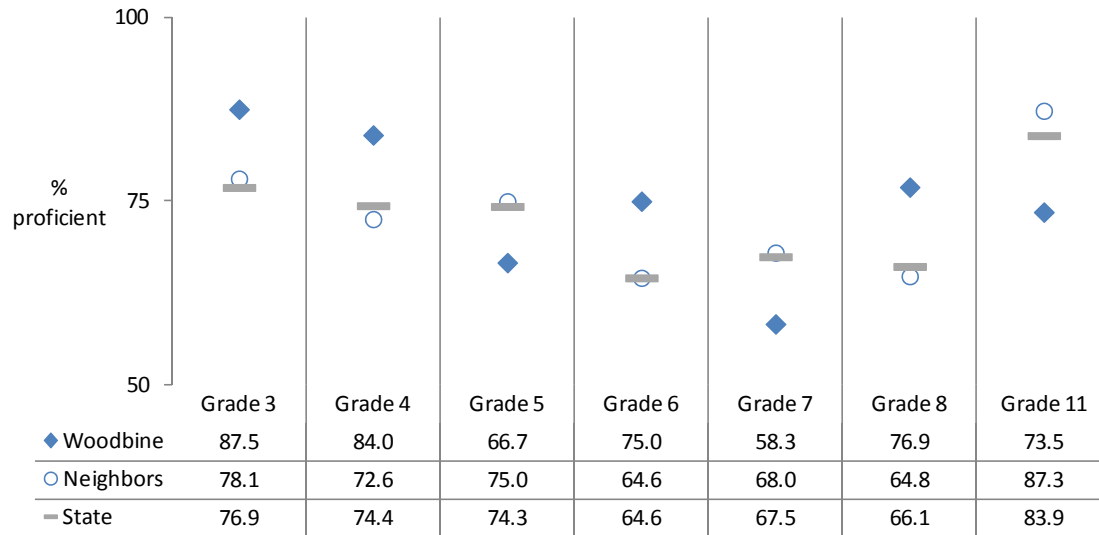 100
75
50
%
proficient
Grade 3 Grade 4 Grade 5 Grade 6 Grade 7 Grade 8 Grade 11
Woodbine 87.5 84.0 66.7 75.0 58.3 76.9 73.5
Neighbors 78.1 72.6 75.0 64.6 68.0 64.8 87.3
State 76.9 74.4 74.3 64.6 67.5 66.1 83.9